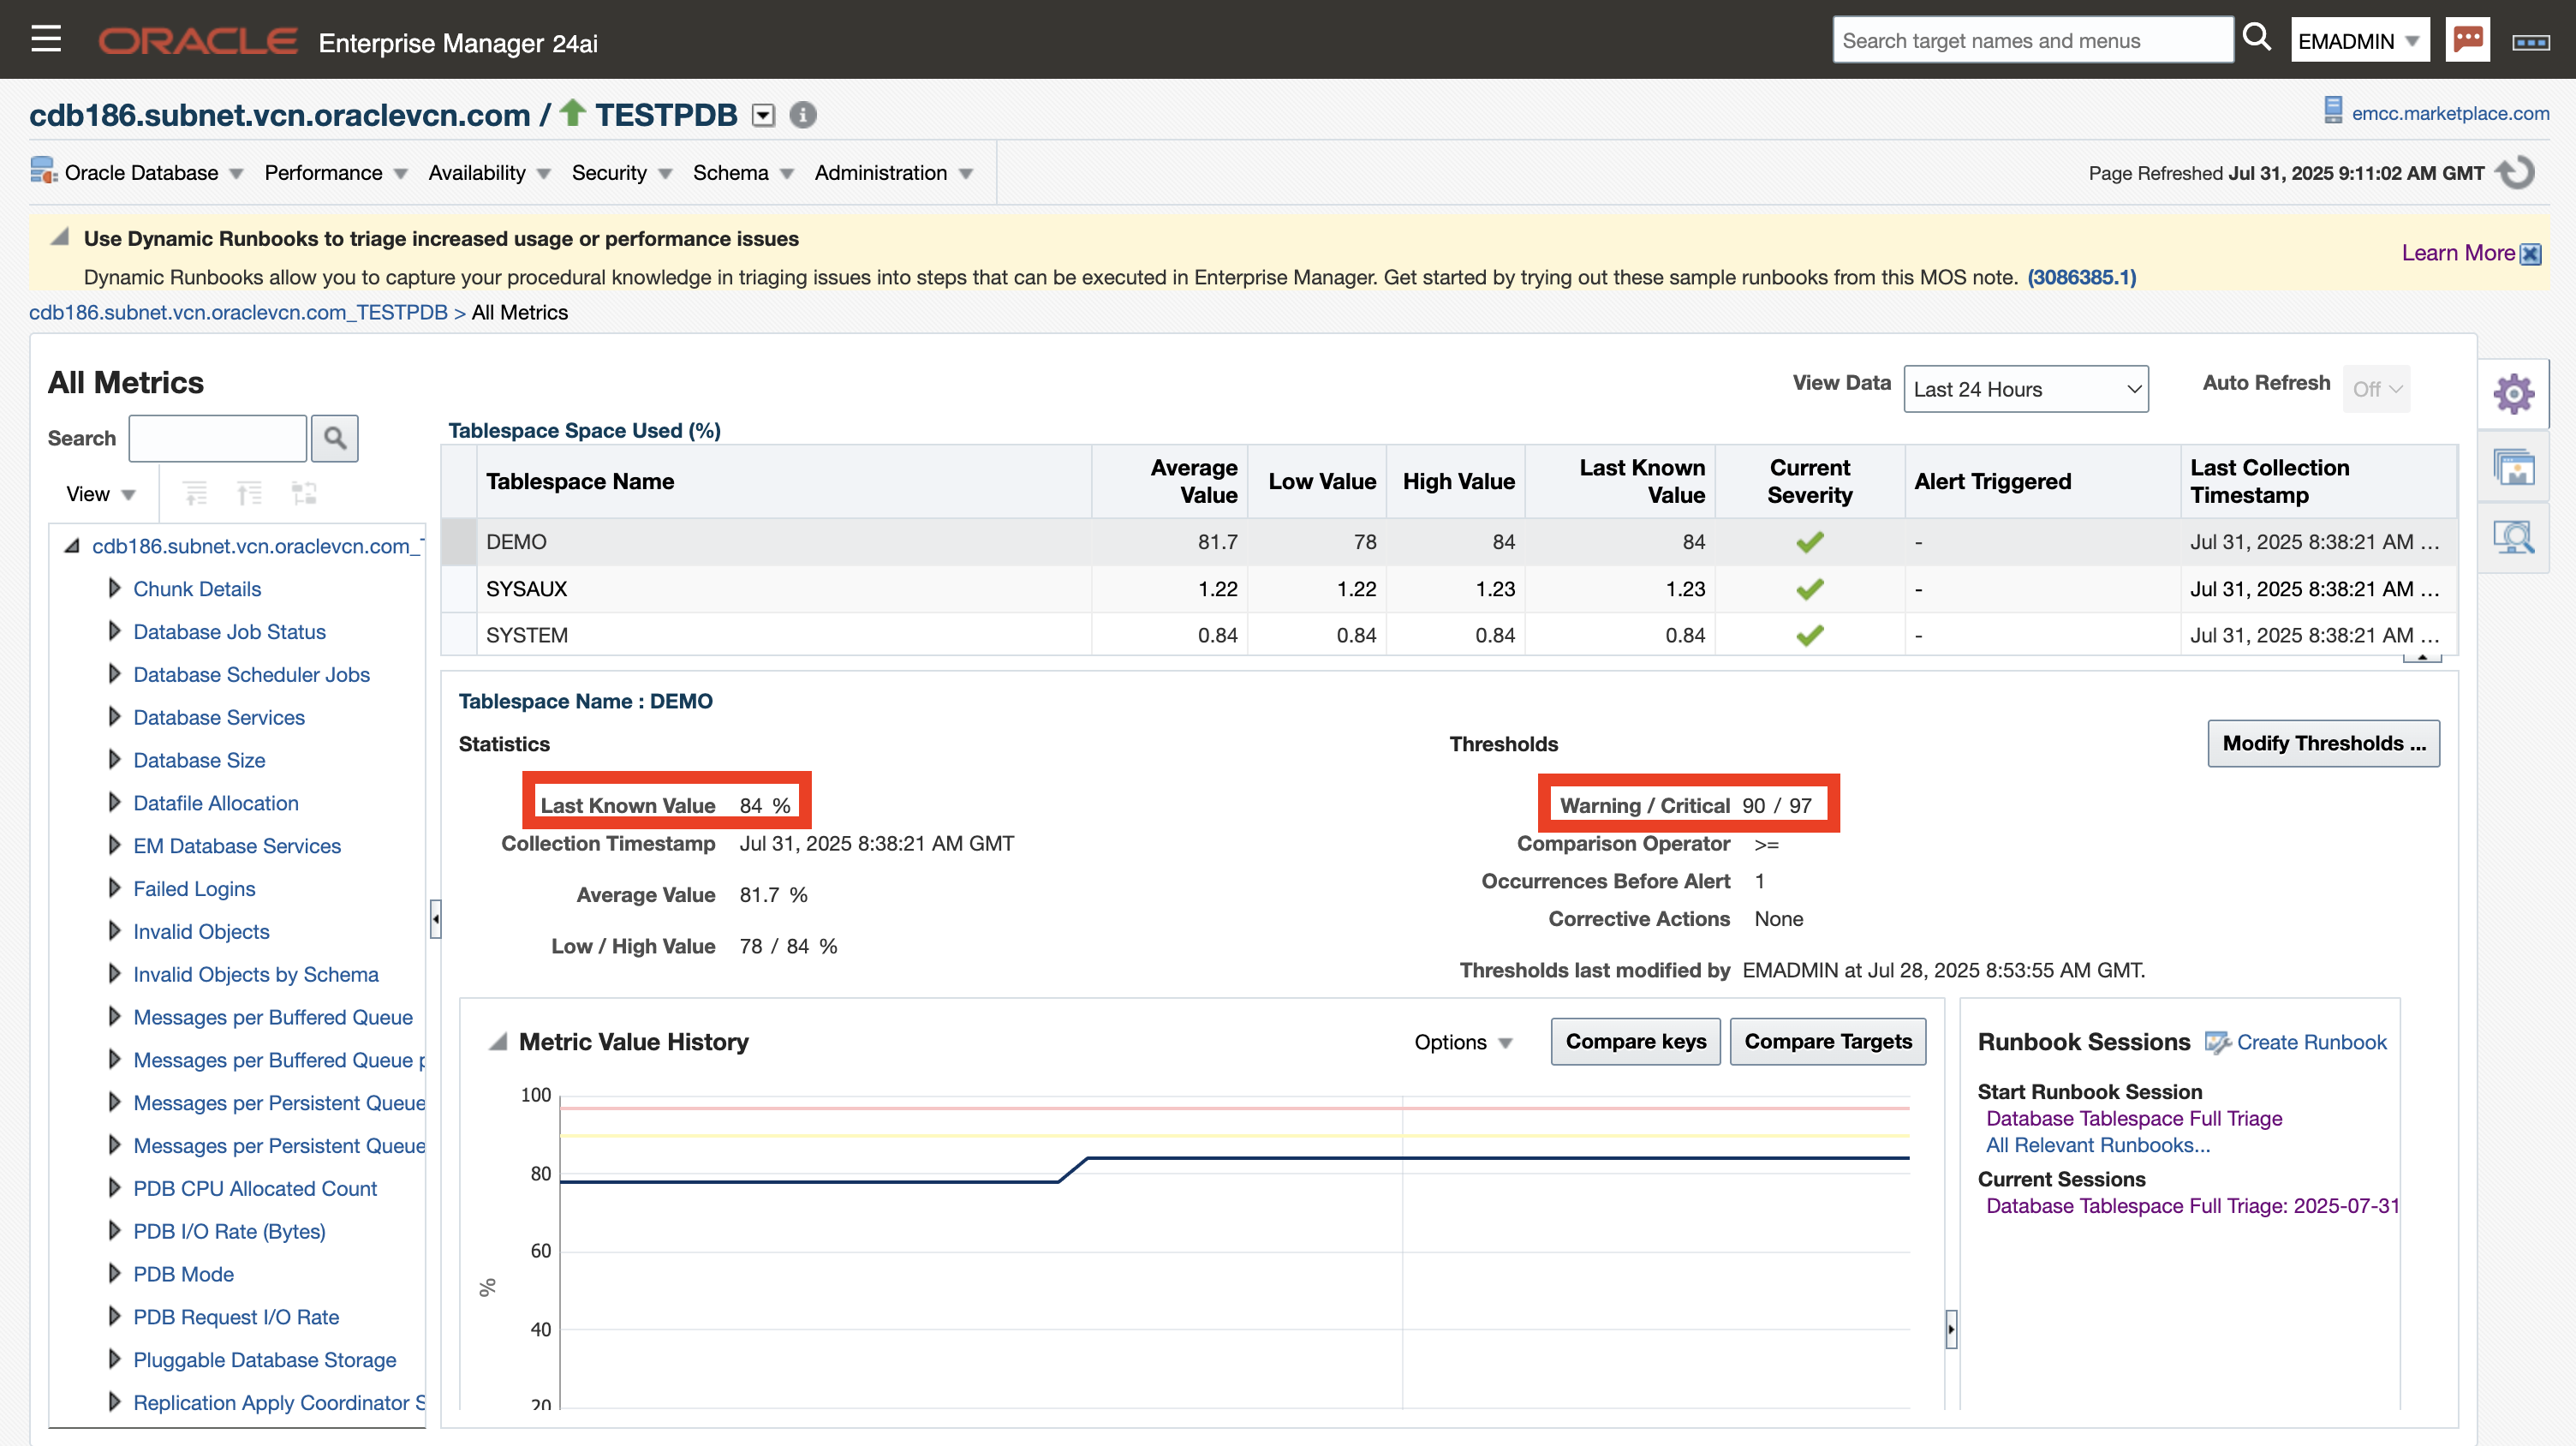 ORACLE Enterprise Manager 24ai
Search target names and menus
EMADMIN
cdb186.subnet.vcn.oraclevcn.com / TESTPDB
emcc.marketplace.com
Oracle Database Performance Availability Security Schema Administration
Page Refreshed Jul 31, 2025 9:11:02 AM GMT
Use Dynamic Runbooks to triage increased usage or performance issues
Learn More
Dynamic Runbooks allow you to capture your procedural knowledge in triaging issues into steps that can be executed in Enterprise Manager. Get started by trying out these sample runbooks from this MOS note. (3086385.1)
cdb186.subnet.vcn.oraclevcn.com_TESTPDB > All Metrics
All Metrics
View Data Last 24 Hours
Auto Refresh Off
Search
View
cdb186.subnet.vcn.oraclevcn.com_
Chunk Details
Database Job Status
Database Scheduler Jobs
Database Services
Database Size
Datafile Allocation
EM Database Services
Failed Logins
Invalid Objects
Invalid Objects by Schema
Messages per Buffered Queue
Messages per Buffered Queue p
Messages per Persistent Queue
Messages per Persistent Queue
PDB CPU Allocated Count
PDB I/O Rate (Bytes)
PDB Mode
PDB Request I/O Rate
Pluggable Database Storage
Replication Apply Coordinator S
Tablespace Space Used (%)
Tablespace Name Average Value Low Value High Value Last Known Value Current Severity Alert Triggered Last Collection Timestamp
DEMO 81.7 78 84 84 - Jul 31, 2025 8:38:21 AM ...
SYSAUX 1.22 1.22 1.23 1.23 - Jul 31, 2025 8:38:21 AM ...
SYSTEM 0.84 0.84 0.84 0.84 - Jul 31, 2025 8:38:21 AM ...
Tablespace Name : DEMO
Statistics
Last Known Value 84 %
Collection Timestamp Jul 31, 2025 8:38:21 AM GMT
Average Value 81.7 %
Low / High Value 78 / 84 %
Thresholds
Modify Thresholds ...
Warning / Critical 90 / 97
Comparison Operator >=
Occurrences Before Alert 1
Corrective Actions None
Thresholds last modified by EMADMIN at Jul 28, 2025 8:53:55 AM GMT.
Metric Value History
Options
Compare keys
Compare Targets
100
80
60
40
20
%
Runbook Sessions
Create Runbook
Start Runbook Session
Database Tablespace Full Triage
All Relevant Runbooks...
Current Sessions
Database Tablespace Full Triage: 2025-07-31